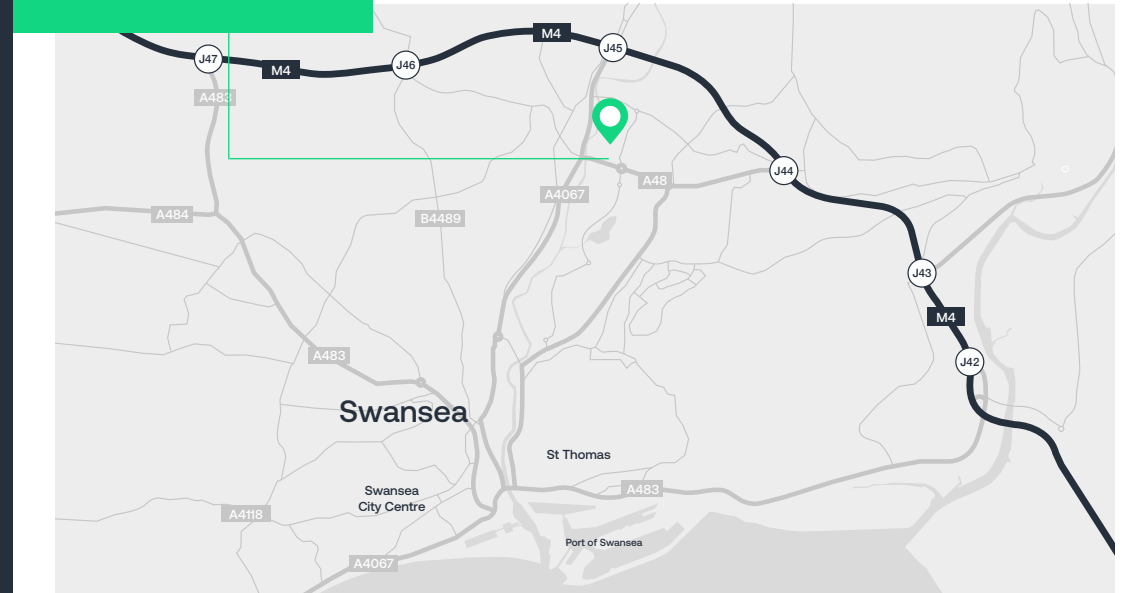 M4
J45
J47
J46
M4
A483
J44
A48
A4067
A484
B4489
J43
M4
A483
J42
Swansea
St Thomas
Swansea
City Centre
A483
A4118
Port of Swansea
A4067